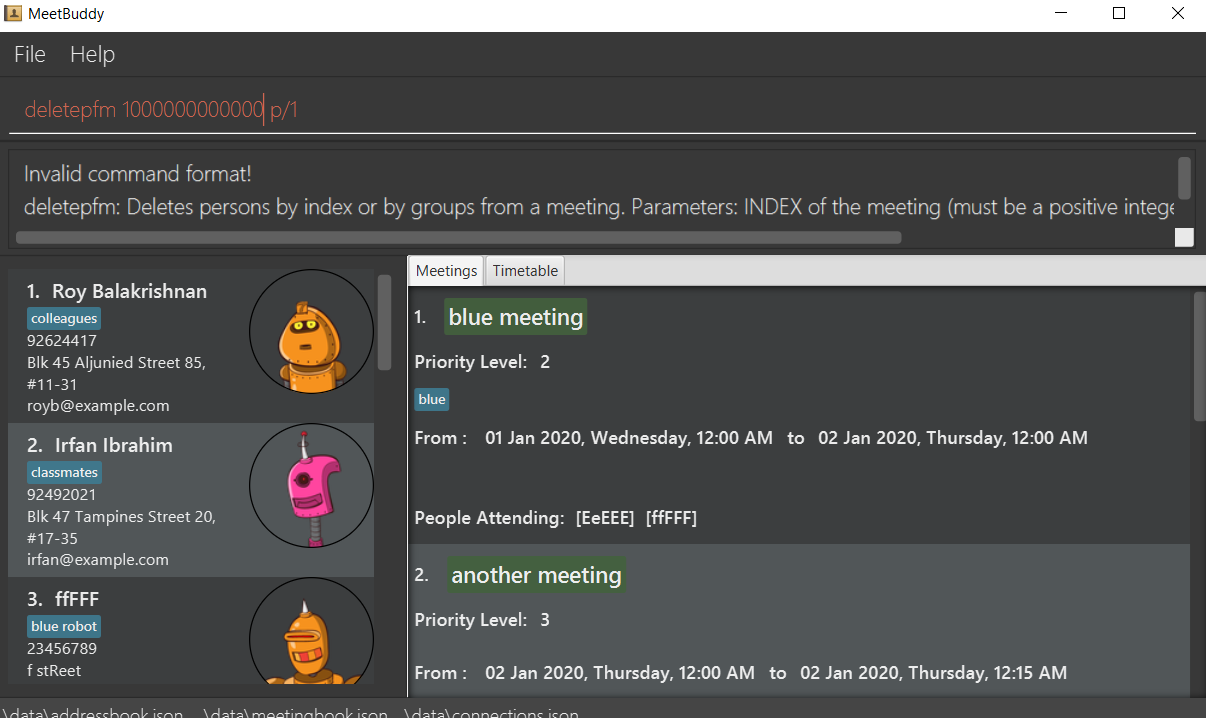 MeetBuddy
File Help
deletepfm 1000000000000 p/1
Invalid command format!
deletepfm: Deletes persons by index or by groups from a meeting. Parameters: INDEX of the meeting (must be a positive intege
1. Roy Balakrishnan
colleagues
92624417
Blk 45 Aljunied Street 85,
#11-31
royb@example.com
2. Irfan Ibrahim
classmates
92492021
Blk 47 Tampines Street 20,
#17-35
irfan@example.com
3. ffFFF
blue robot
23456789
f stReet
Meetings Timetable
1. blue meeting
Priority Level: 2
blue
From : 01 Jan 2020, Wednesday, 12:00 AM to 02 Jan 2020, Thursday, 12:00 AM
People Attending: [EeEEE] [ffFFF]
2. another meeting
Priority Level: 3
From : 02 Jan 2020, Thursday, 12:00 AM to 02 Jan 2020, Thursday, 12:15 AM
.\data\addressbook.json .\data\meetingbook.json .\data\connections.json